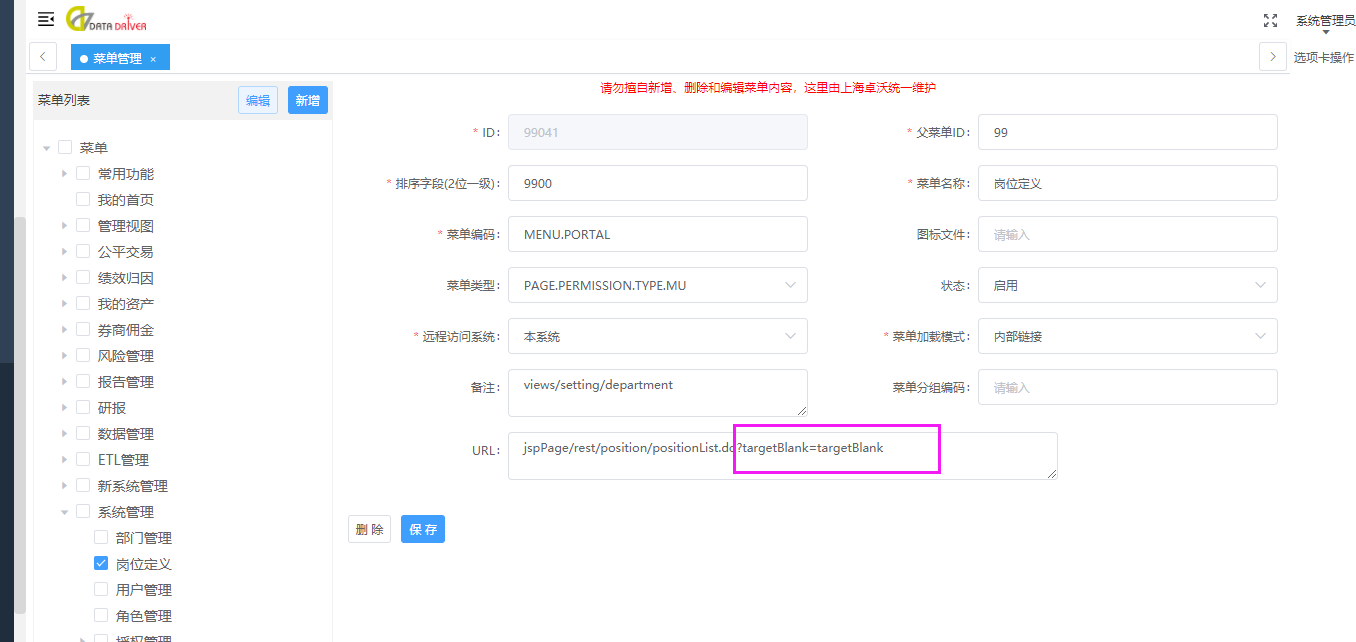 DATA DRIVER
系统管理员
菜单管理 ×
选项卡操作
菜单列表
编辑
新增
请勿擅自新增、删除和编辑菜单内容，这里由上海卓沃统一维护
菜单
常用功能
我的首页
管理视图
公平交易
绩效归因
我的资产
券商佣金
风险管理
报告管理
研报
数据管理
ETL管理
新系统管理
系统管理
部门管理
岗位定义
用户管理
角色管理
授权管理
* ID: 99041
* 父菜单ID: 99
* 排序字段(2位一级): 9900
* 菜单名称: 岗位定义
* 菜单编码: MENU.PORTAL
图标文件: 请输入
菜单类型: PAGE.PERMISSION.TYPE.MU
状态: 启用
* 远程访问系统: 本系统
* 菜单加载模式: 内部链接
备注: views/setting/department
菜单分组编码: 请输入
URL: jspPage/rest/position/positionList.do?targetBlank=targetBlank
删 除
保 存